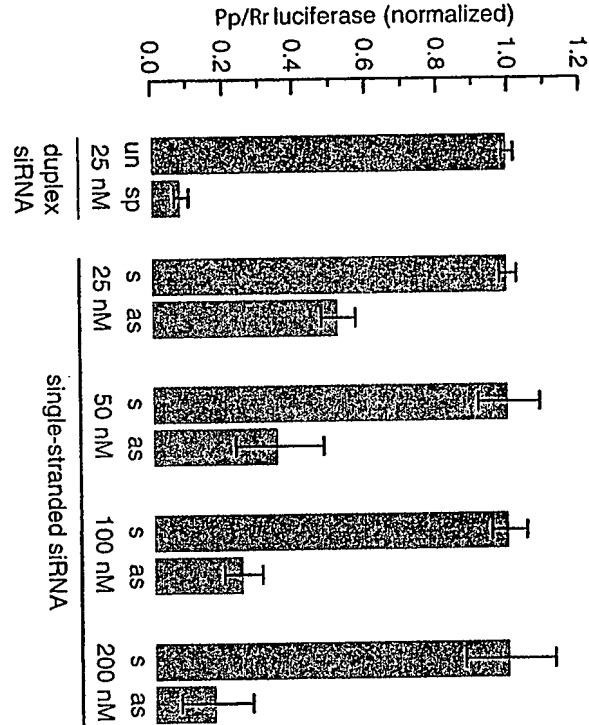 Pp/Rr luciferase (normalized)
0.0 0.2 0.4 0.6 0.8 1.0 1.2
un sp
25 nM
duplex
siRNA
s as
25 nM
s as
50 nM
s as
100 nM
s as
200 nM
single-stranded siRNA